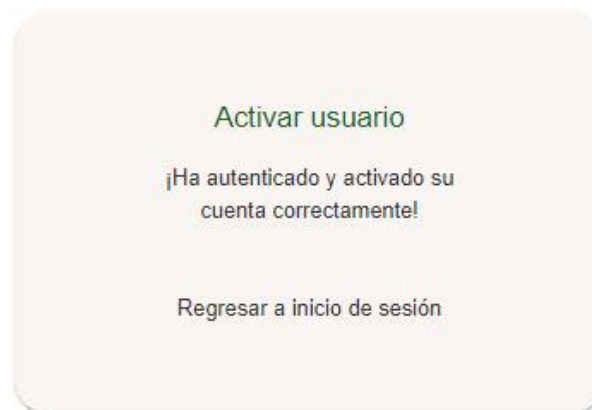 Activar usuario
¡Ha autenticado y activado su
cuenta correctamente!
Regresar a inicio de sesión